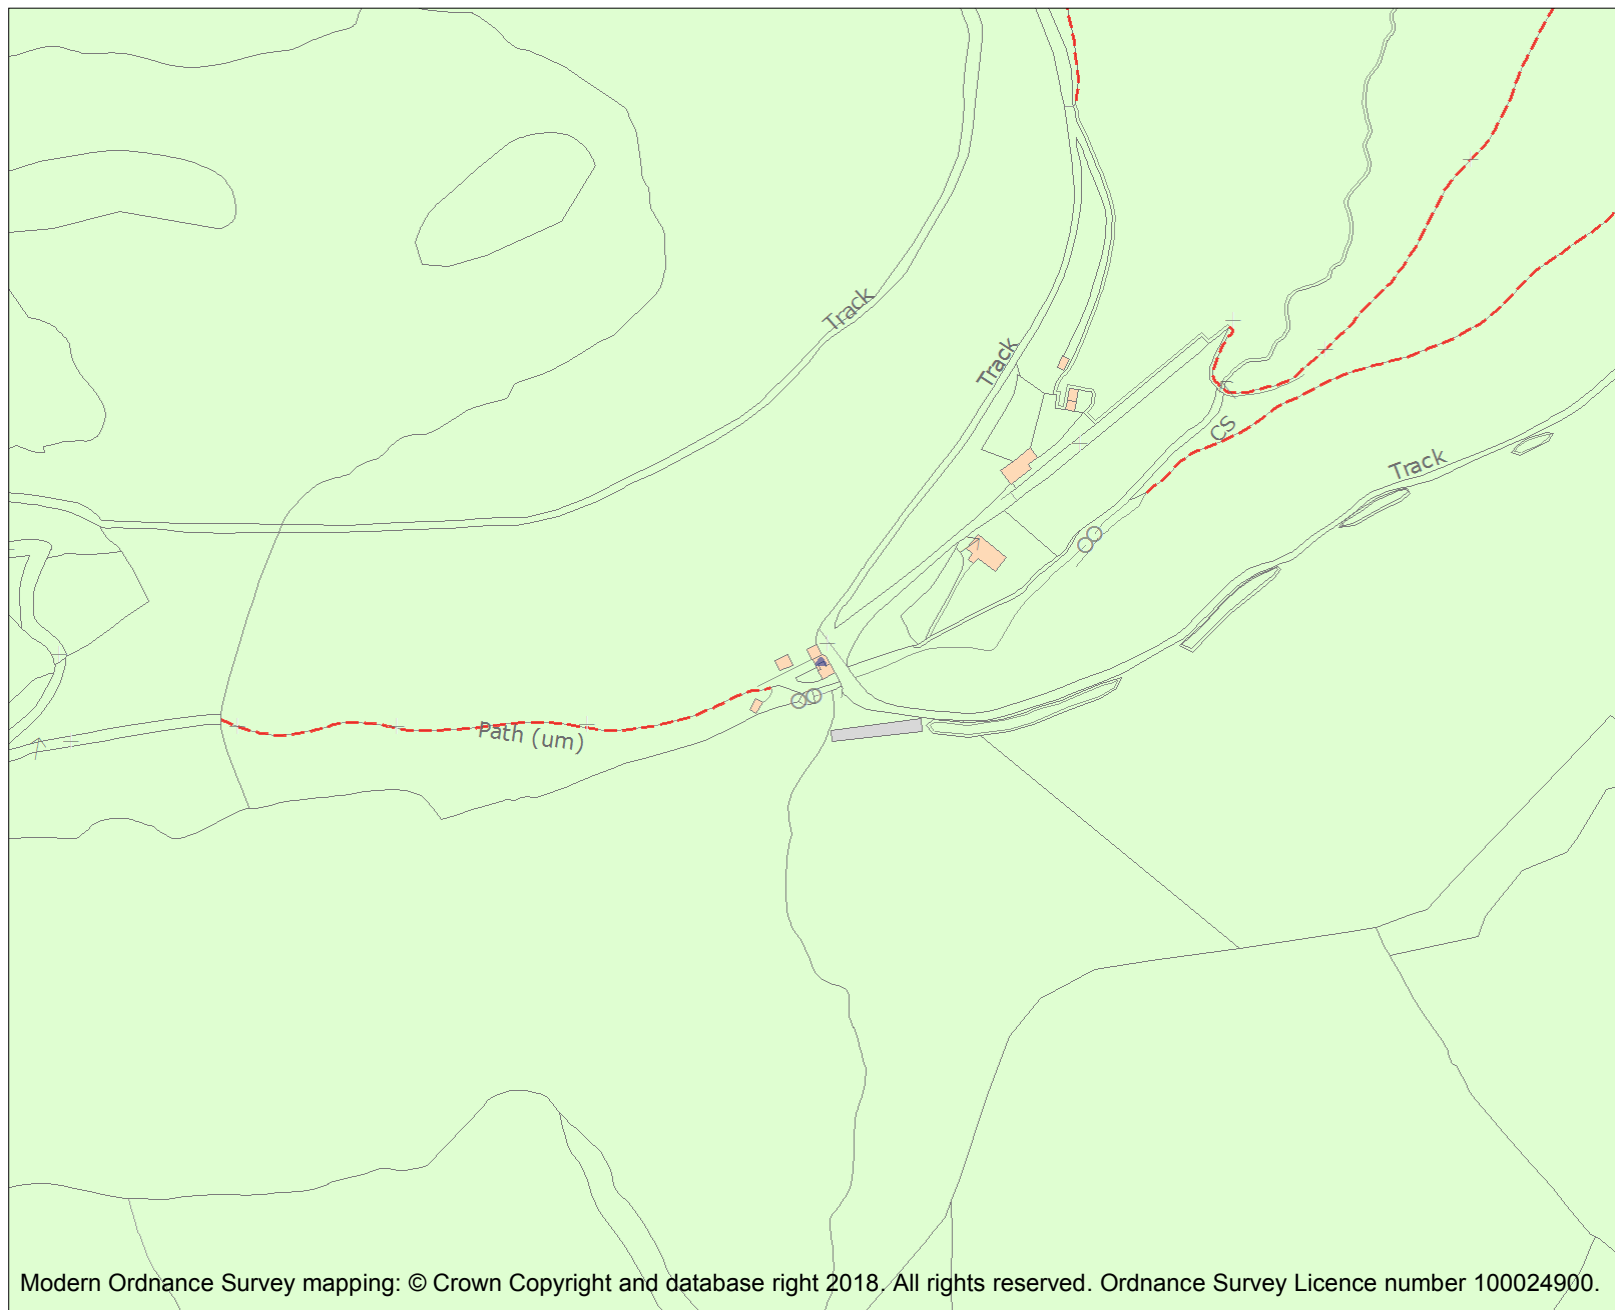 Track
Track
CS
Track
Path (um)
Modern Ordnance Survey mapping: © Crown Copyright and database right 2018. All rights reserved. Ordnance Survey Licence number 100024900.